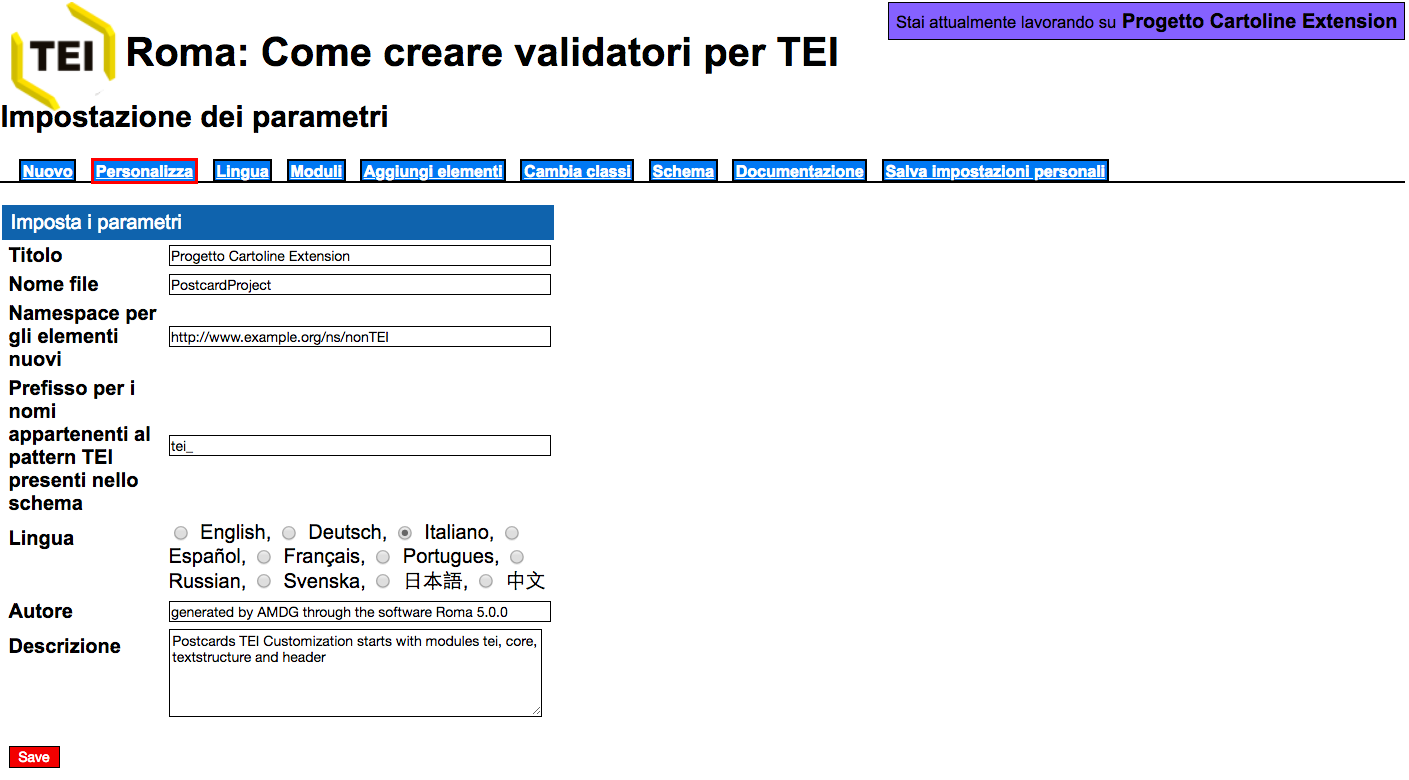 Stai attualmente lavorando su Progetto Cartoline Extension
TEI
Roma: Come creare validatori per TEI
Impostazione dei parametri
Nuovo Personalizza Lingua Moduli Aggiungi elementi Cambia classi Schema Documentazione Salva impostazioni personali
Imposta i parametri
Titolo Progetto Cartoline Extension
Nome file PostcardProject
Namespace per
gli elementi http://www.example.org/ns/nonTEI
nuovi
Prefisso per i
nomi
appartenenti al tei_
pattern TEI
presenti nello
schema
Lingua English, Deutsch, Italiano,
Español, Français, Portugues,
Russian, Svenska, 日本語, 中文
Autore generated by AMDG through the software Roma 5.0.0
Descrizione Postcards TEI Customization starts with modules tei, core,
textstructure and header
Save